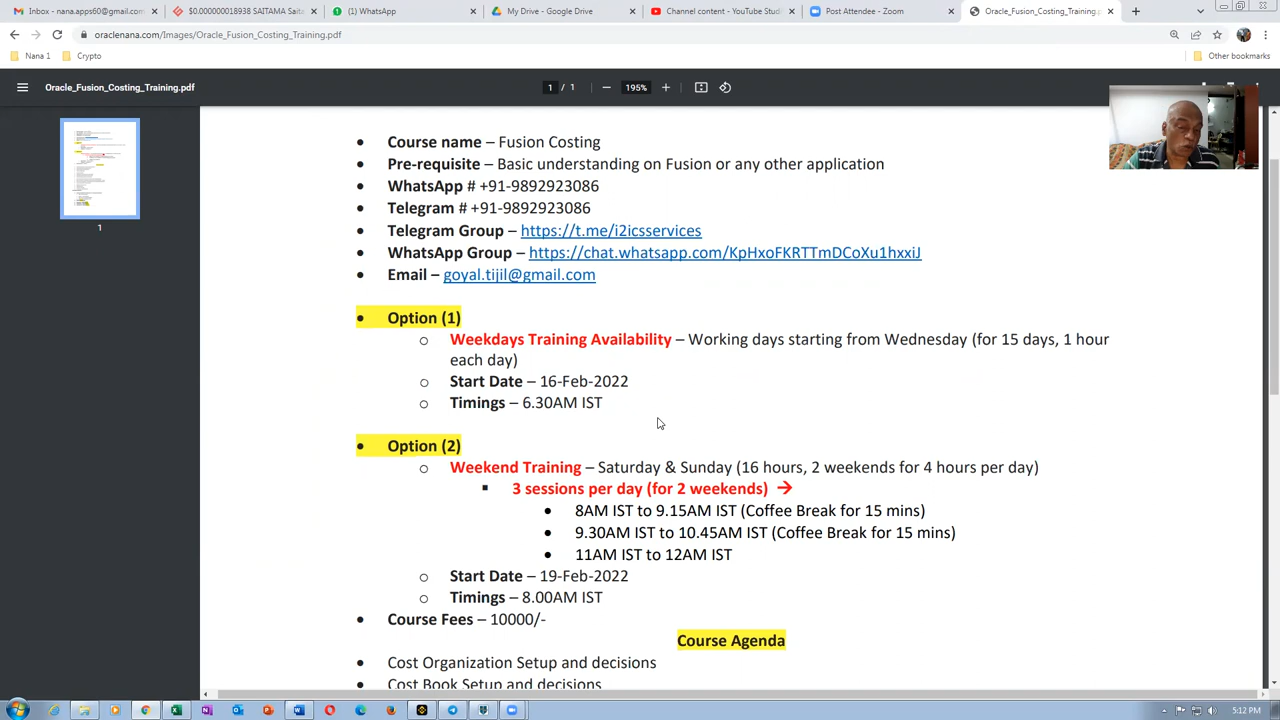 Inbox - nana.apps60@gmail.com
$0.000000018938 SAITAMA Saita
(1) WhatsApp
My Drive - Google Drive
Channel content - YouTube Stud
Post Attendee - Zoom
Oracle_Fusion_Costing_Training.p
oraclenana.com/Images/Oracle_Fusion_Costing_Training.pdf
Nana 1
Crypto
Other bookmarks
Oracle_Fusion_Costing_Training.pdf
1 / 1
195%
1
• Course name – Fusion Costing
• Pre-requisite – Basic understanding on Fusion or any other application
• WhatsApp # +91-9892923086
• Telegram # +91-9892923086
• Telegram Group – https://t.me/i2icsservices
• WhatsApp Group – https://chat.whatsapp.com/KpHxoFKRTTmDCoXu1hxxiJ
• Email – goyal.tijil@gmail.com
• Option (1)
o Weekdays Training Availability – Working days starting from Wednesday (for 15 days, 1 hour
each day)
o Start Date – 16-Feb-2022
o Timings – 6.30AM IST
• Option (2)
o Weekend Training – Saturday & Sunday (16 hours, 2 weekends for 4 hours per day)
▪ 3 sessions per day (for 2 weekends) →
• 8AM IST to 9.15AM IST (Coffee Break for 15 mins)
• 9.30AM IST to 10.45AM IST (Coffee Break for 15 mins)
• 11AM IST to 12AM IST
o Start Date – 19-Feb-2022
o Timings – 8.00AM IST
• Course Fees – 10000/-
Course Agenda
• Cost Organization Setup and decisions
• Cost Book Setup and decisions
5:12 PM